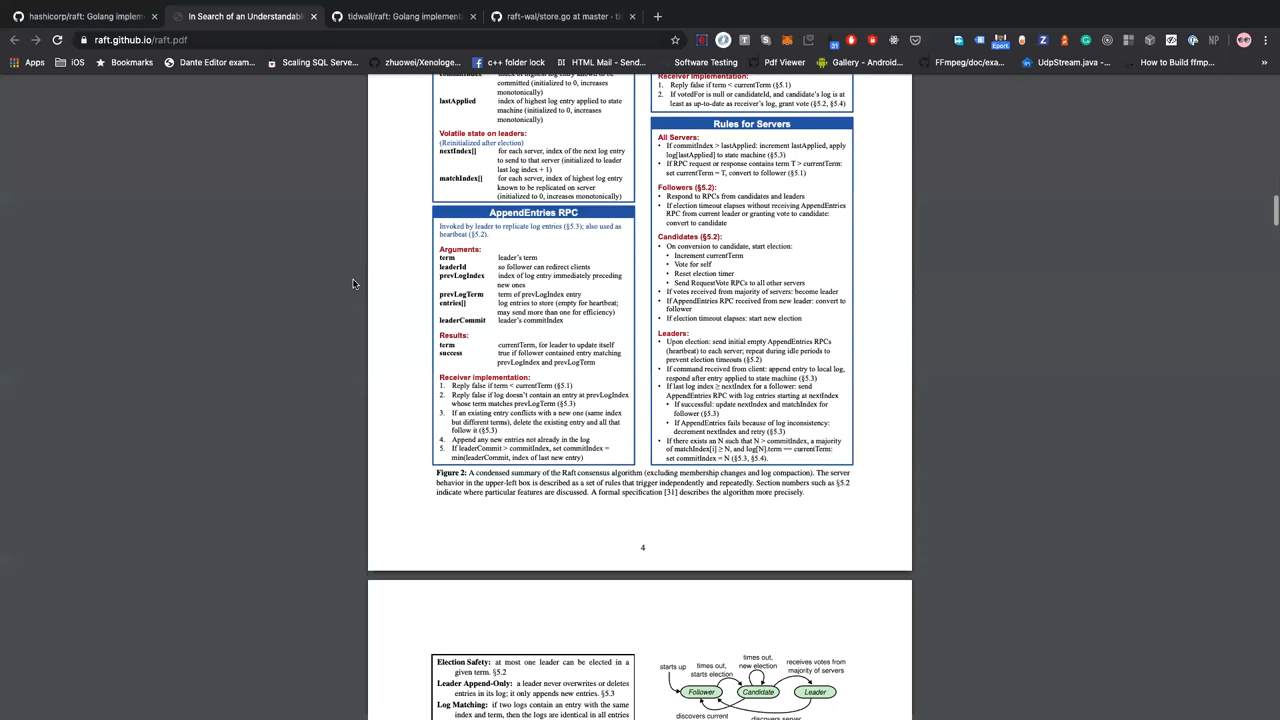 hashicorp/raft: Golang implem
In Search of an Understandabl
raft/raft.go at master · hashico
rtudl/raft: Golang implementat
raft.github.io/raft.pdf
Apps
iOS
Design
Online Braces Editor exam...
Scaling Secret: Re...
zhuowei/Xenologe...
c++ web folder
IDL
HTML - Mail - Send...
Software Testing
Pdf Viewer
Gallery - Android...
FFmpeg/doc/exam...
UdpStream.java -...
How to Build ffmp...
31
Eport
index of highest log entry known to be
committed (initialized to 0, increases
monotonically)
lastApplied index of highest log entry applied to state
machine (initialized to 0, increases
monotonically)
Volatile state on leaders:
(Reinitialized after election)
nextIndex[] for each server, index of the next log entry
to send to that server (initialized to leader
last log index + 1)
matchIndex[] for each server, index of highest log entry
known to be replicated on server
(initialized to 0, increases monotonically)
AppendEntries RPC
Invoked by leader to replicate log entries (§5.3); also used as
heartbeat (§5.2).
Arguments:
term leader's term
leaderId so follower can redirect clients
prevLogIndex index of log entry immediately preceding
new ones
prevLogTerm term of prevLogIndex entry
entries[] log entries to store (empty for heartbeat;
may send more than one for efficiency)
leaderCommit leader's commitIndex
Results:
term currentTerm, for leader to update itself
success true if follower contained entry matching
prevLogIndex and prevLogTerm
Receiver implementation:
1. Reply false if term < currentTerm (§5.1)
2. Reply false if log doesn't contain an entry at prevLogIndex
whose term matches prevLogTerm (§5.3)
3. If an existing entry conflicts with a new one (same index
but different terms), delete the existing entry and all that
follow it (§5.3)
4. Append any new entries not already in the log
5. If leaderCommit > commitIndex, set commitIndex =
min(leaderCommit, index of last new entry)
Receiver implementation:
1. Reply false if term < currentTerm (§5.1)
2. If votedFor is null or candidateId, and candidate's log is at
least as up-to-date as receiver's log, grant vote (§5.2, §5.4)
Rules for Servers
All Servers:
• If commitIndex > lastApplied: increment lastApplied, apply
log[lastApplied] to state machine (§5.3)
• If RPC request or response contains term T > currentTerm:
set currentTerm = T, convert to follower (§5.1)
Followers (§5.2):
• Respond to RPCs from candidates and leaders
• If election timeout elapses without receiving AppendEntries
RPC from current leader or granting vote to candidate:
convert to candidate
Candidates (§5.2):
• On conversion to candidate, start election:
• Increment currentTerm
• Vote for self
• Reset election timer
• Send RequestVote RPCs to all other servers
• If votes received from majority of servers: become leader
• If AppendEntries RPC received from new leader: convert to
follower
• If election timeout elapses: start new election
Leaders:
• Upon election: send initial empty AppendEntries RPCs
(heartbeat) to each server; repeat during idle periods to
prevent election timeouts (§5.2)
• If command received from client: append entry to local log,
respond after entry applied to state machine (§5.3)
• If last log index ≥ nextIndex for a follower: send
AppendEntries RPC with log entries starting at nextIndex
• If successful: update nextIndex and matchIndex for
follower (§5.3)
• If AppendEntries fails because of log inconsistency:
decrement nextIndex and retry (§5.3)
• If there exists an N such that N > commitIndex, a majority
of matchIndex[i] ≥ N, and log[N].term == currentTerm:
set commitIndex = N (§5.3, §5.4).
Figure 2: A condensed summary of the Raft consensus algorithm (excluding membership changes and log compaction). The server
behavior in the upper-left box is described as a set of rules that trigger independently and repeatedly. Section numbers such as §5.2
indicate where particular features are discussed. A formal specification [31] describes the algorithm more precisely.
4
Election Safety: at most one leader can be elected in a
given term. §5.2
Leader Append-Only: a leader never overwrites or deletes
entries in its log; it only appends new entries. §5.3
Log Matching: if two logs contain an entry with the same
index and term, then the logs are identical in all entries
starts up
times out,
starts election
times out,
new election
receives votes from
majority of servers
Follower
Candidate
Leader
discovers current
discovers server